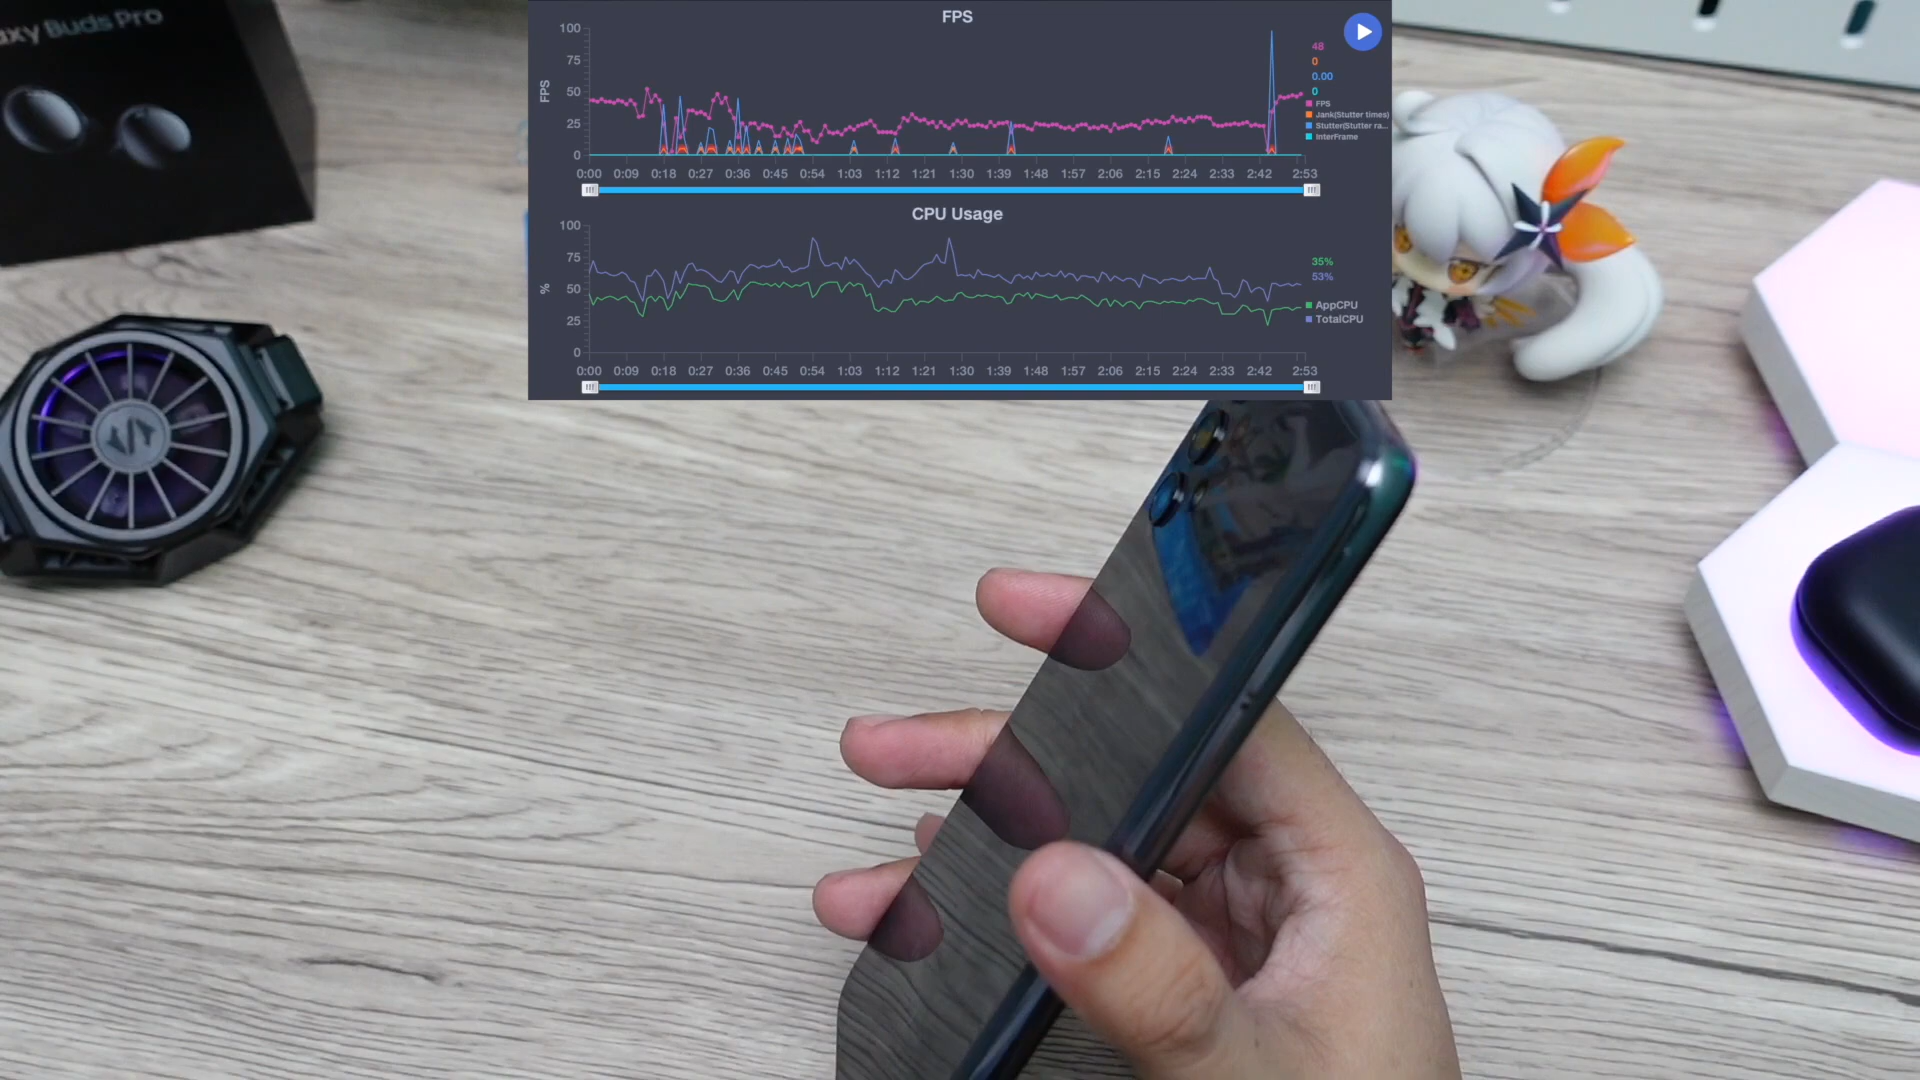 Buds Pro
FPS
100
75
50
25
0
FPS
48
0
0.00
0
FPS
Jank(Stutter times)
Stutter(Stutter ra...
InterFrame
0:00 0:09 0:18 0:27 0:36 0:45 0:54 1:03 1:12 1:21 1:30 1:39 1:48 1:57 2:06 2:15 2:24 2:33 2:42 2:53
CPU Usage
100
75
50
25
0
%
35%
53%
AppCPU
TotalCPU
0:00 0:09 0:18 0:27 0:36 0:45 0:54 1:03 1:12 1:21 1:30 1:39 1:48 1:57 2:06 2:15 2:24 2:33 2:42 2:53